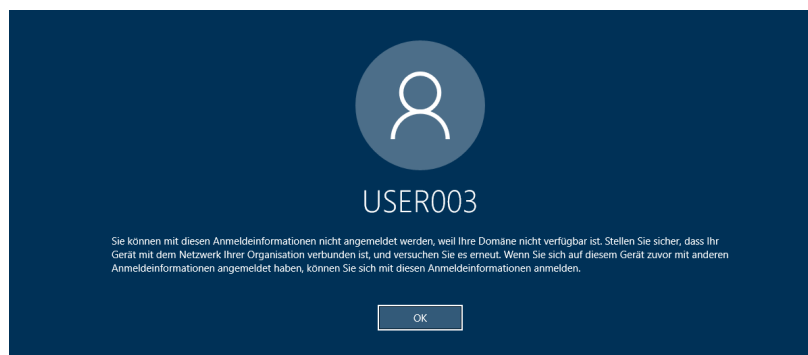 USER003
Sie können mit diesen Anmeldeinformationen nicht angemeldet werden, weil Ihre Domäne nicht verfügbar ist. Stellen Sie sicher, dass Ihr
Gerät mit dem Netzwerk Ihrer Organisation verbunden ist, und versuchen Sie es erneut. Wenn Sie sich auf diesem Gerät zuvor mit anderen
Anmeldeinformationen angemeldet haben, können Sie sich mit diesen Anmeldeinformationen anmelden.
OK